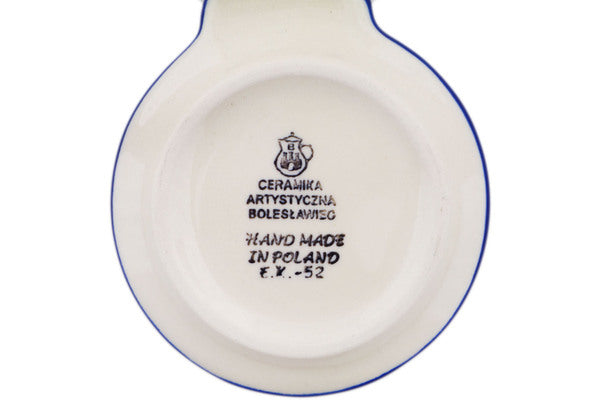 CERAMIKA
ARTYSTYCZNA
BOLESŁAWIEC
HAND MADE
IN POLAND
E.K.-52